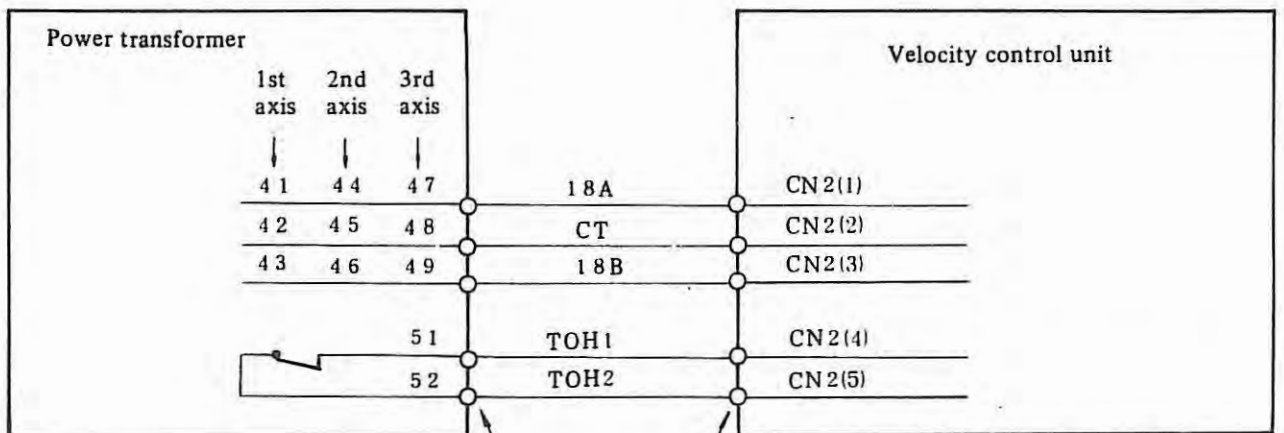 Power transformer
Velocity control unit
1st axis
2nd axis
3rd axis
41 44 47 18A CN2(1)
42 45 48 CT CN2(2)
43 46 49 18B CN2(3)
51 TOH1 CN2(4)
52 TOH2 CN2(5)